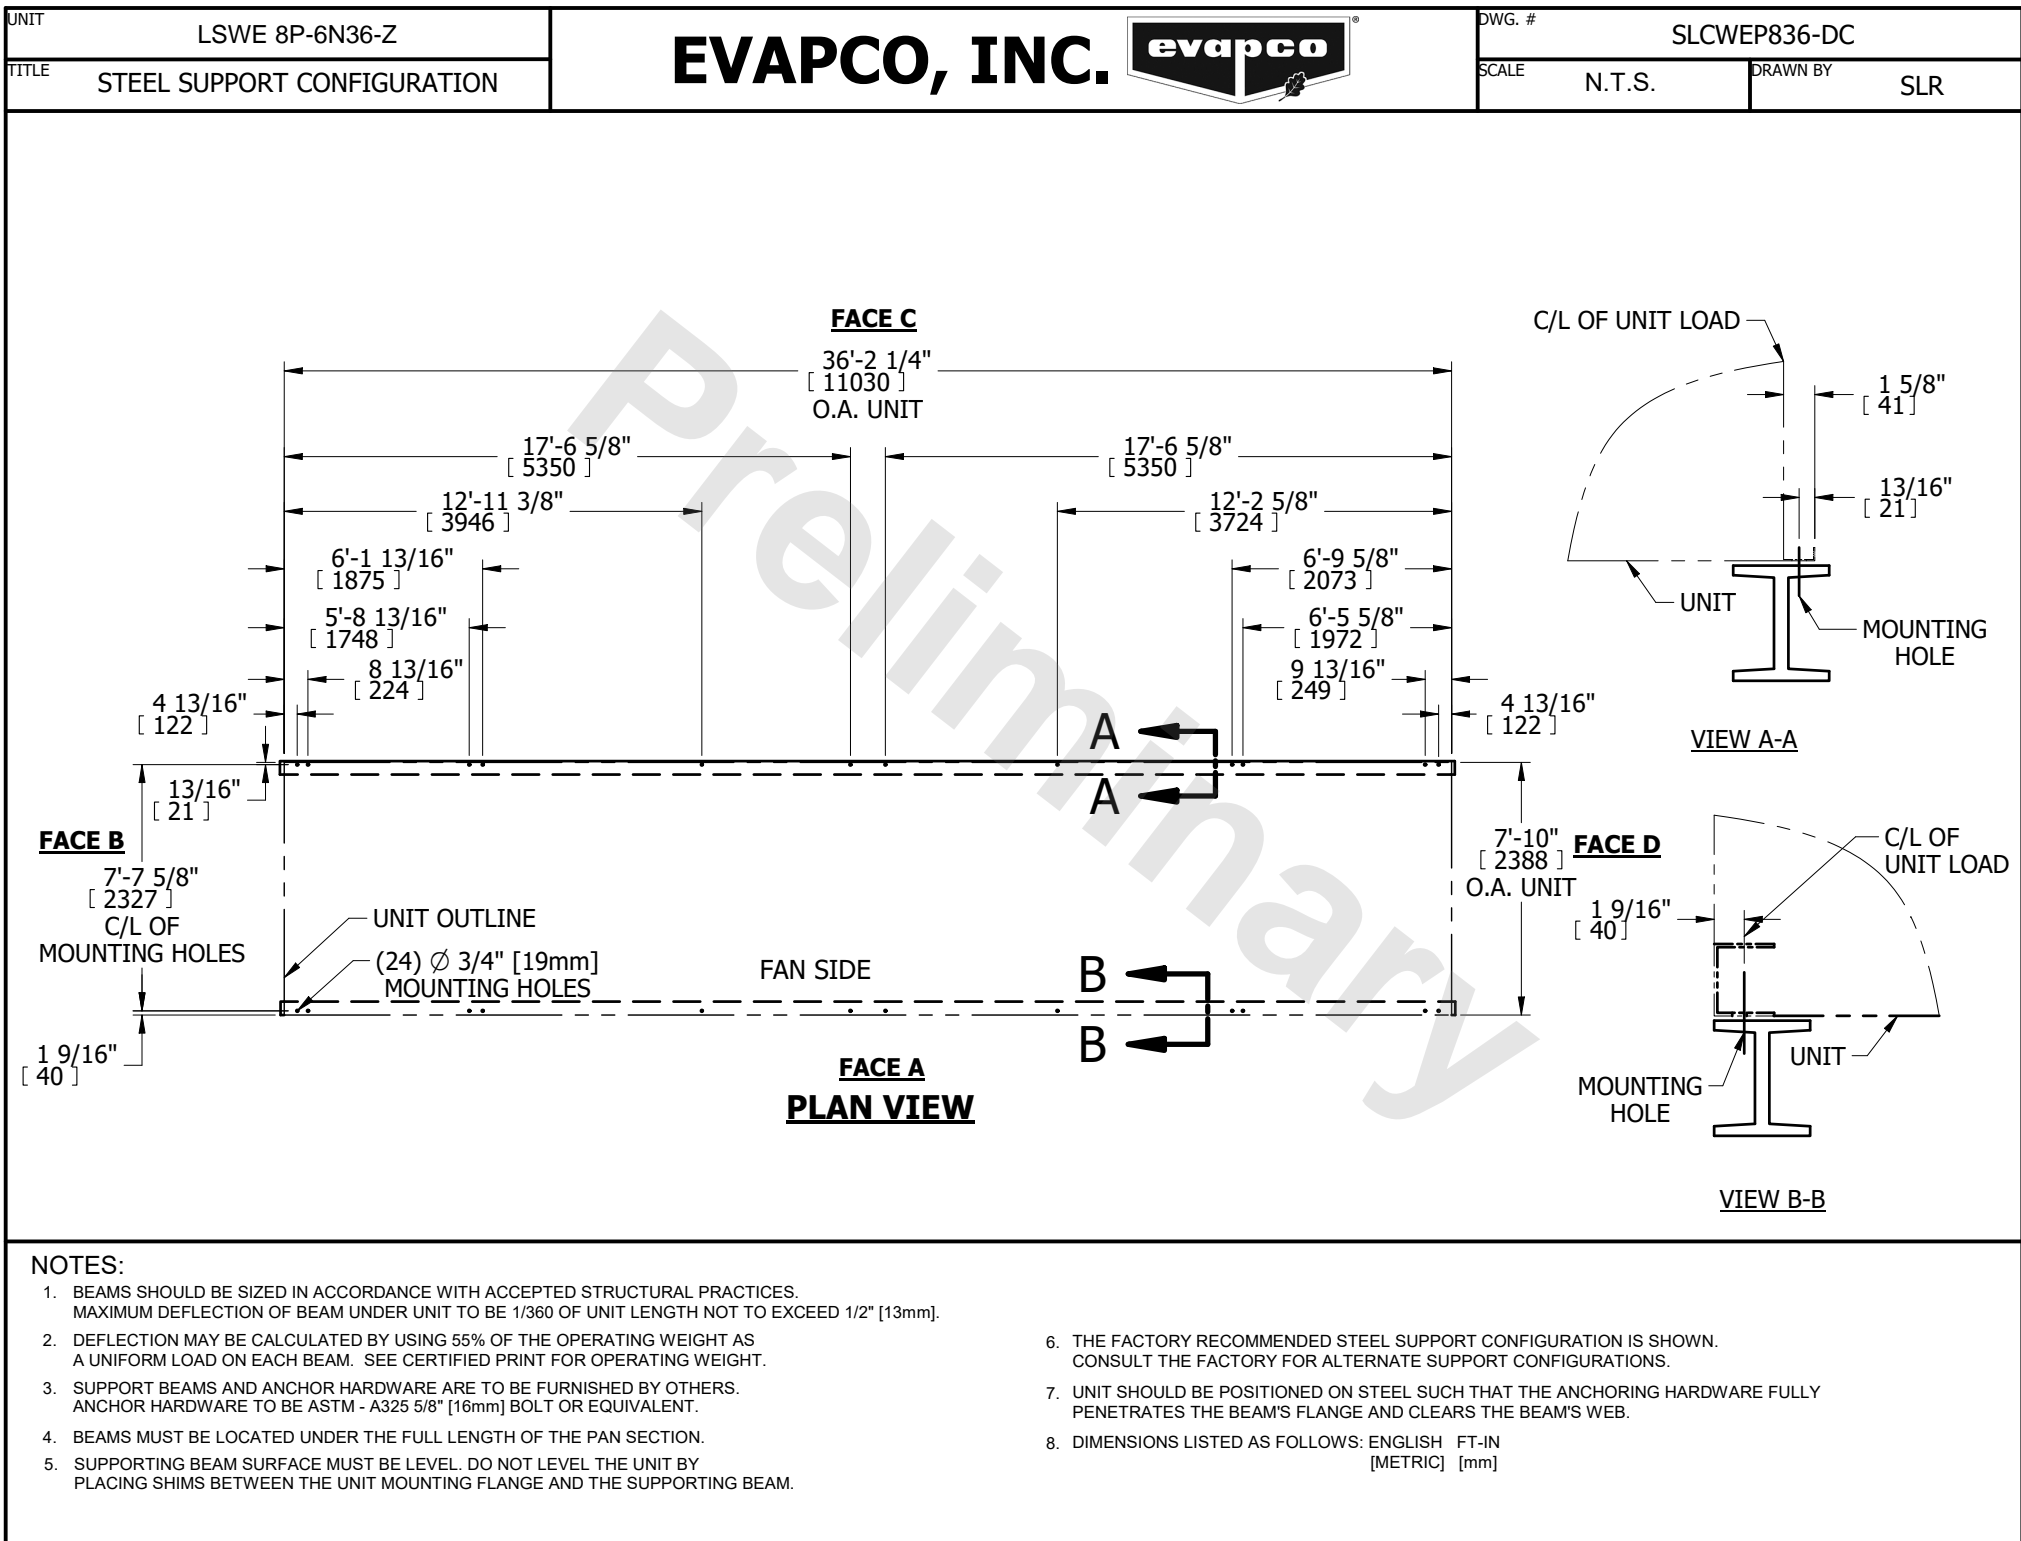 UNIT
LSWE 8P-6N36-Z
TITLE
STEEL SUPPORT CONFIGURATION
EVAPCO, INC.
evapco
®
DWG. #
SLCWEP836-DC
SCALE
N.T.S.
DRAWN BY
SLR
Preliminary
FACE C
36'-2 1/4"
[ 11030 ]
O.A. UNIT
17'-6 5/8"
[ 5350 ]
17'-6 5/8"
[ 5350 ]
12'-11 3/8"
[ 3946 ]
12'-2 5/8"
[ 3724 ]
6'-1 13/16"
[ 1875 ]
6'-9 5/8"
[ 2073 ]
5'-8 13/16"
[ 1748 ]
6'-5 5/8"
[ 1972 ]
8 13/16"
[ 224 ]
9 13/16"
[ 249 ]
4 13/16"
[ 122 ]
4 13/16"
[ 122 ]
A
A
13/16"
[ 21 ]
FACE B
7'-7 5/8"
[ 2327 ]
C/L OF
MOUNTING HOLES
7'-10"
[ 2388 ]
O.A. UNIT
FACE D
UNIT OUTLINE
(24) Ø 3/4" [19mm]
MOUNTING HOLES
FAN SIDE
B
B
1 9/16"
[ 40 ]
FACE A
PLAN VIEW
C/L OF UNIT LOAD
1 5/8"
[ 41 ]
13/16"
[ 21 ]
UNIT
MOUNTING
HOLE
VIEW A-A
C/L OF
UNIT LOAD
1 9/16"
[ 40 ]
UNIT
MOUNTING
HOLE
VIEW B-B
NOTES:
1. BEAMS SHOULD BE SIZED IN ACCORDANCE WITH ACCEPTED STRUCTURAL PRACTICES.
MAXIMUM DEFLECTION OF BEAM UNDER UNIT TO BE 1/360 OF UNIT LENGTH NOT TO EXCEED 1/2" [13mm].
2. DEFLECTION MAY BE CALCULATED BY USING 55% OF THE OPERATING WEIGHT AS
A UNIFORM LOAD ON EACH BEAM. SEE CERTIFIED PRINT FOR OPERATING WEIGHT.
3. SUPPORT BEAMS AND ANCHOR HARDWARE ARE TO BE FURNISHED BY OTHERS.
ANCHOR HARDWARE TO BE ASTM - A325 5/8" [16mm] BOLT OR EQUIVALENT.
4. BEAMS MUST BE LOCATED UNDER THE FULL LENGTH OF THE PAN SECTION.
5. SUPPORTING BEAM SURFACE MUST BE LEVEL. DO NOT LEVEL THE UNIT BY
PLACING SHIMS BETWEEN THE UNIT MOUNTING FLANGE AND THE SUPPORTING BEAM.
6. THE FACTORY RECOMMENDED STEEL SUPPORT CONFIGURATION IS SHOWN.
CONSULT THE FACTORY FOR ALTERNATE SUPPORT CONFIGURATIONS.
7. UNIT SHOULD BE POSITIONED ON STEEL SUCH THAT THE ANCHORING HARDWARE FULLY
PENETRATES THE BEAM'S FLANGE AND CLEARS THE BEAM'S WEB.
8. DIMENSIONS LISTED AS FOLLOWS: ENGLISH FT-IN
[METRIC] [mm]